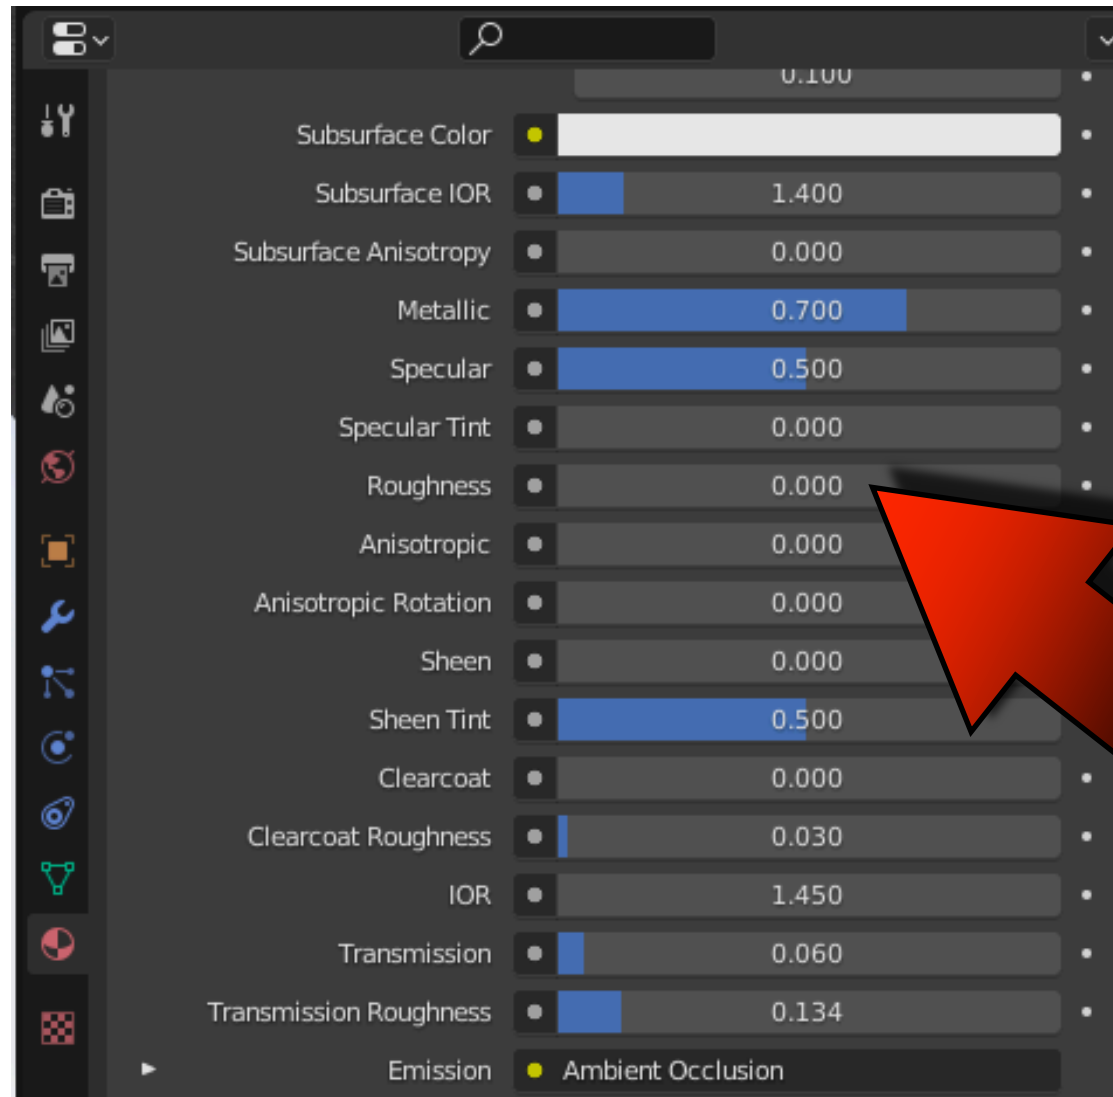 0.100
Subsurface Color
Subsurface IOR 1.400
Subsurface Anisotropy 0.000
Metallic 0.700
Specular 0.500
Specular Tint 0.000
Roughness 0.000
Anisotropic 0.000
Anisotropic Rotation 0.000
Sheen 0.000
Sheen Tint 0.500
Clearcoat 0.000
Clearcoat Roughness 0.030
IOR 1.450
Transmission 0.060
Transmission Roughness 0.134
Emission Ambient Occlusion